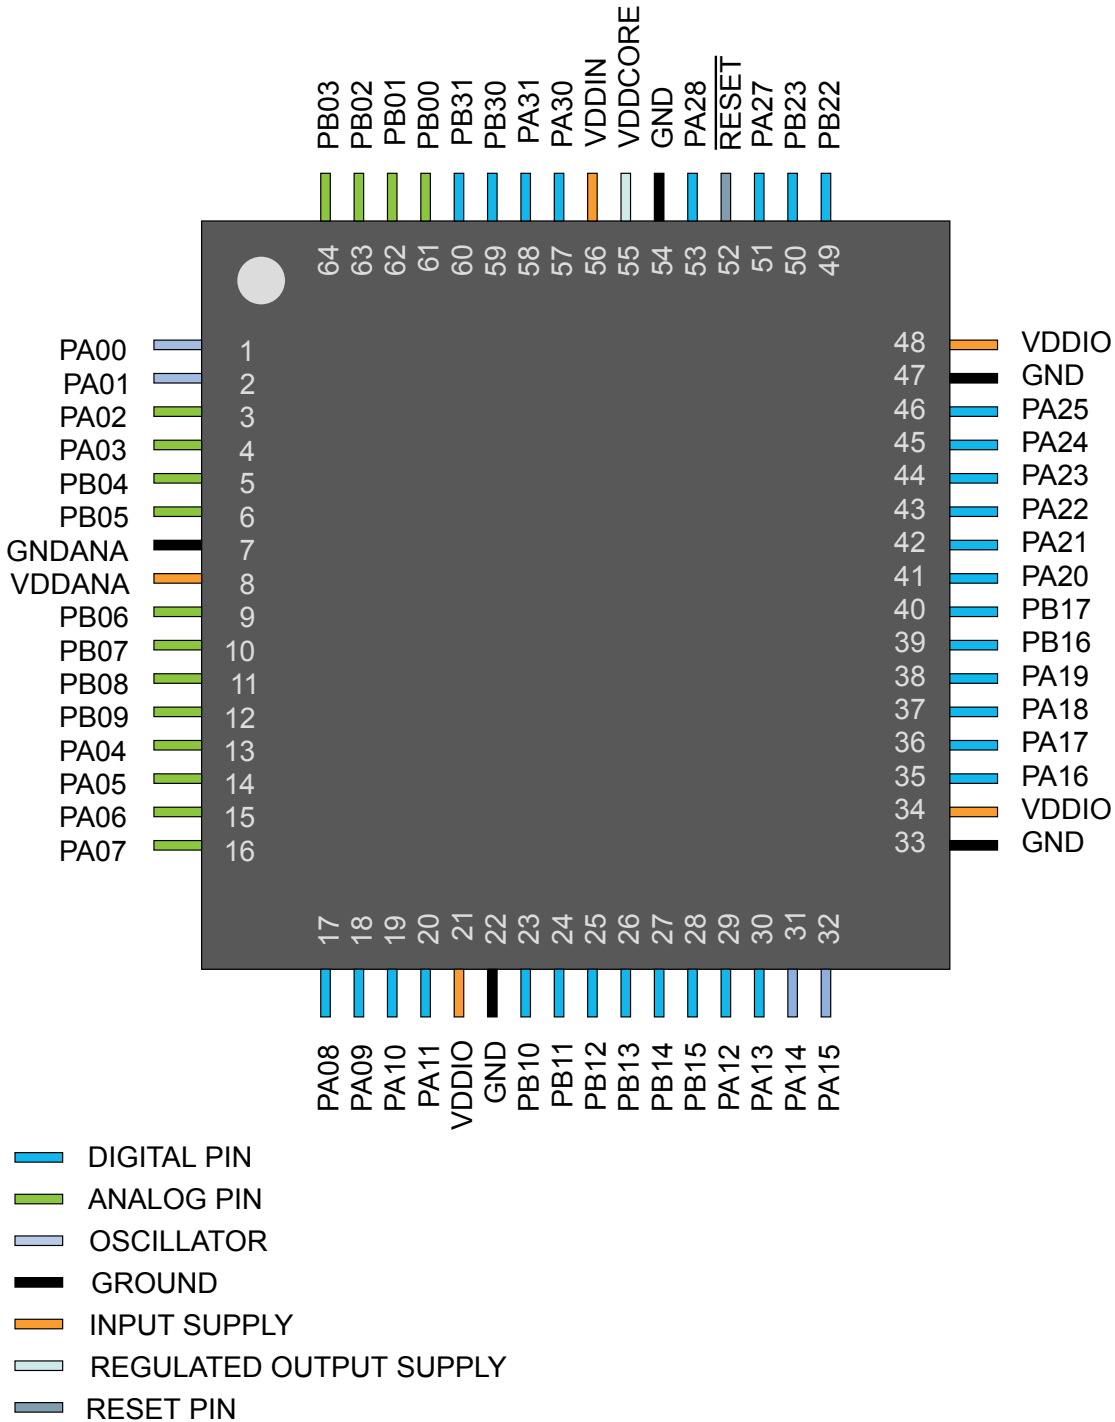 PB03 PB02 PB01 PB00 PB31 PB30 PA31 PA30 VDDIN VDDCORE GND PA28 RESET PA27 PB23 PB22
64 63 62 61 60 59 58 57 56 55 54 53 52 51 50 49
PA00 1
PA01 2
PA02 3
PA03 4
PB04 5
PB05 6
GNDANA 7
VDDANA 8
PB06 9
PB07 10
PB08 11
PB09 12
PA04 13
PA05 14
PA06 15
PA07 16
48 VDDIO
47 GND
46 PA25
45 PA24
44 PA23
43 PA22
42 PA21
41 PA20
40 PB17
39 PB16
38 PA19
37 PA18
36 PA17
35 PA16
34 VDDIO
33 GND
17 18 19 20 21 22 23 24 25 26 27 28 29 30 31 32
PA08 PA09 PA10 PA11 VDDIO GND PB10 PB11 PB12 PB13 PB14 PB15 PA12 PA13 PA14 PA15
DIGITAL PIN
ANALOG PIN
OSCILLATOR
GROUND
INPUT SUPPLY
REGULATED OUTPUT SUPPLY
RESET PIN